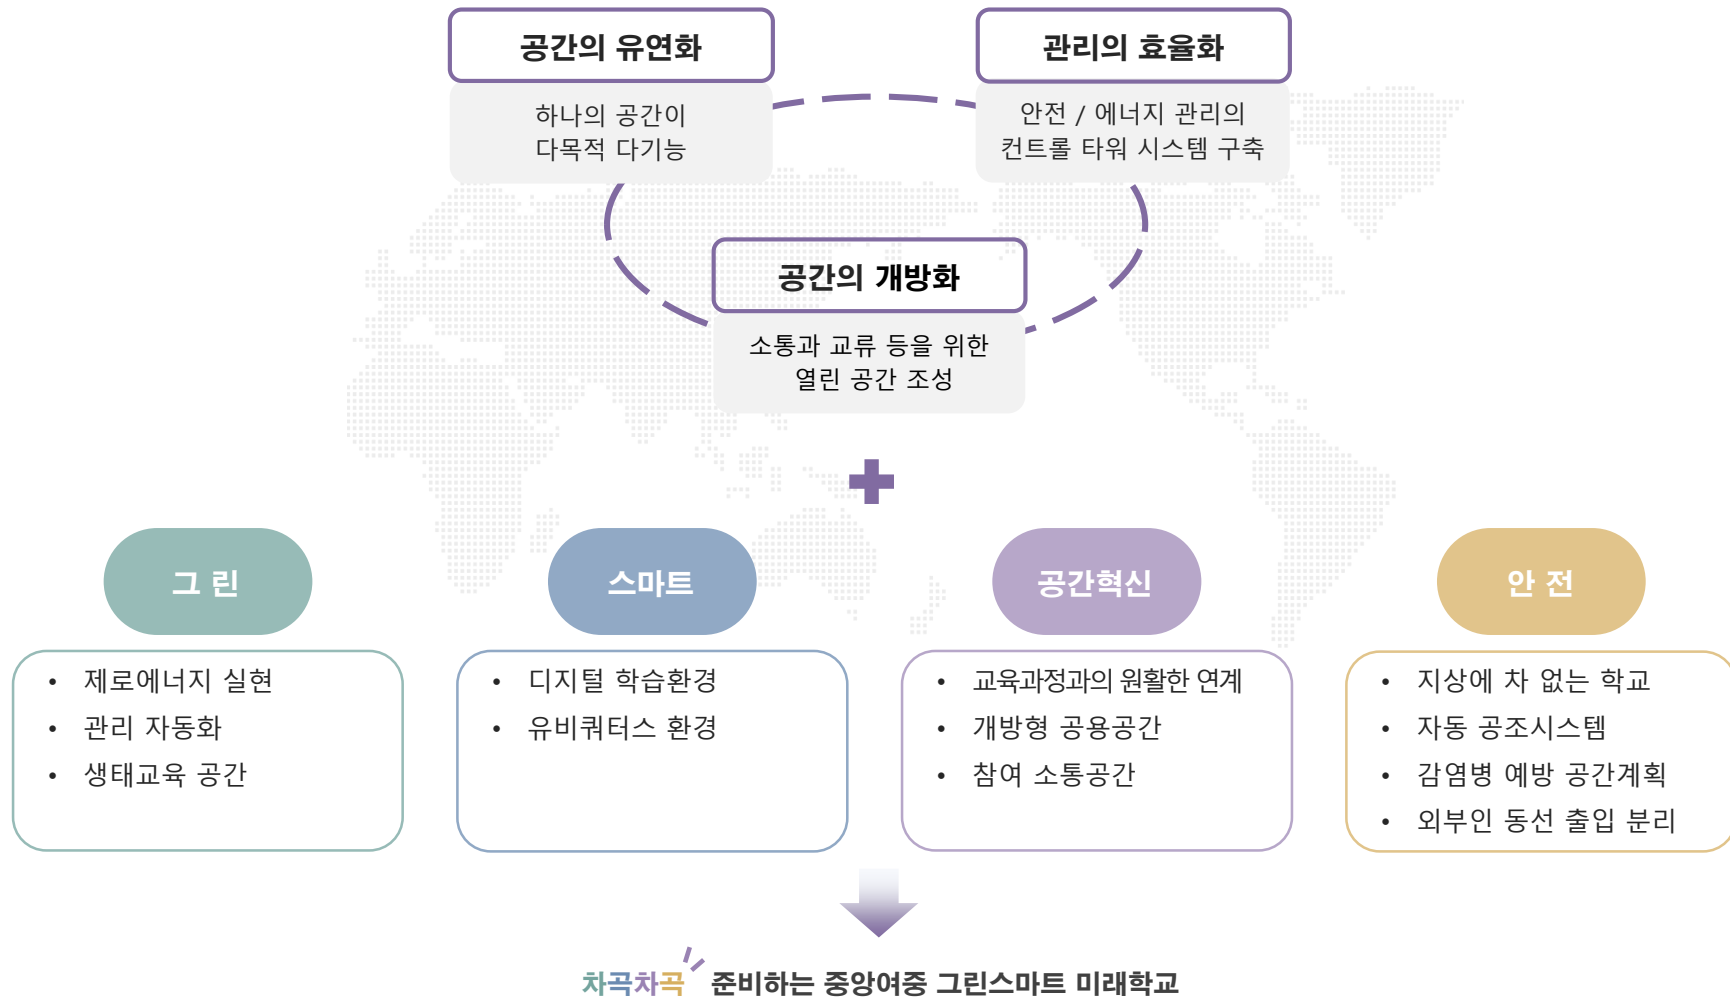 공간의 유연화
하나의 공간이
다목적 다기능
관리의 효율화
안전 / 에너지 관리의
컨트롤 타워 시스템 구축
공간의 개방화
소통과 교류 등을 위한
열린 공간 조성
그 린
• 제로에너지 실현
• 관리 자동화
• 생태교육 공간
스마트
• 디지털 학습환경
• 유비쿼터스 환경
공간혁신
• 교육과정과의 원활한 연계
• 개방형 공용공간
• 참여 소통공간
안 전
• 지상에 차 없는 학교
• 자동 공조시스템
• 감염병 예방 공간계획
• 외부인 동선 출입 분리
차곡차곡 준비하는 중앙여중 그린스마트 미래학교